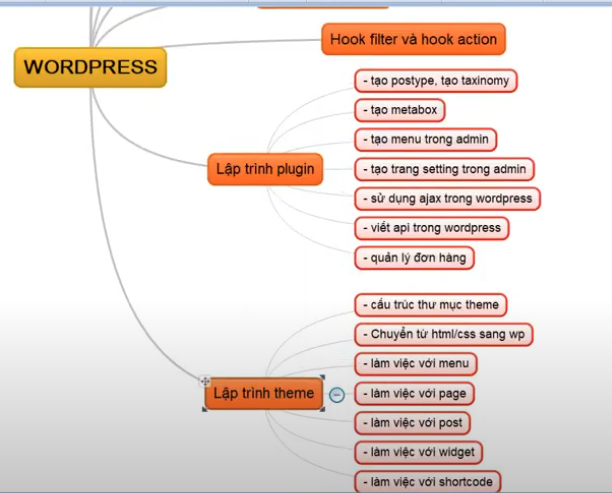 WORDPRESS
Hook filter và hook action
Lập trình plugin
- tạo postype, tạo taxinomy
- tạo metabox
- tạo menu trong admin
- tạo trang setting trong admin
- sử dụng ajax trong wordpress
- viết api trong wordpress
- quản lý đơn hàng
Lập trình theme
- cấu trúc thư mục theme
- Chuyển từ html/css sang wp
- làm việc với menu
- làm việc với page
- làm việc với post
- làm việc với widget
- làm việc với shortcode